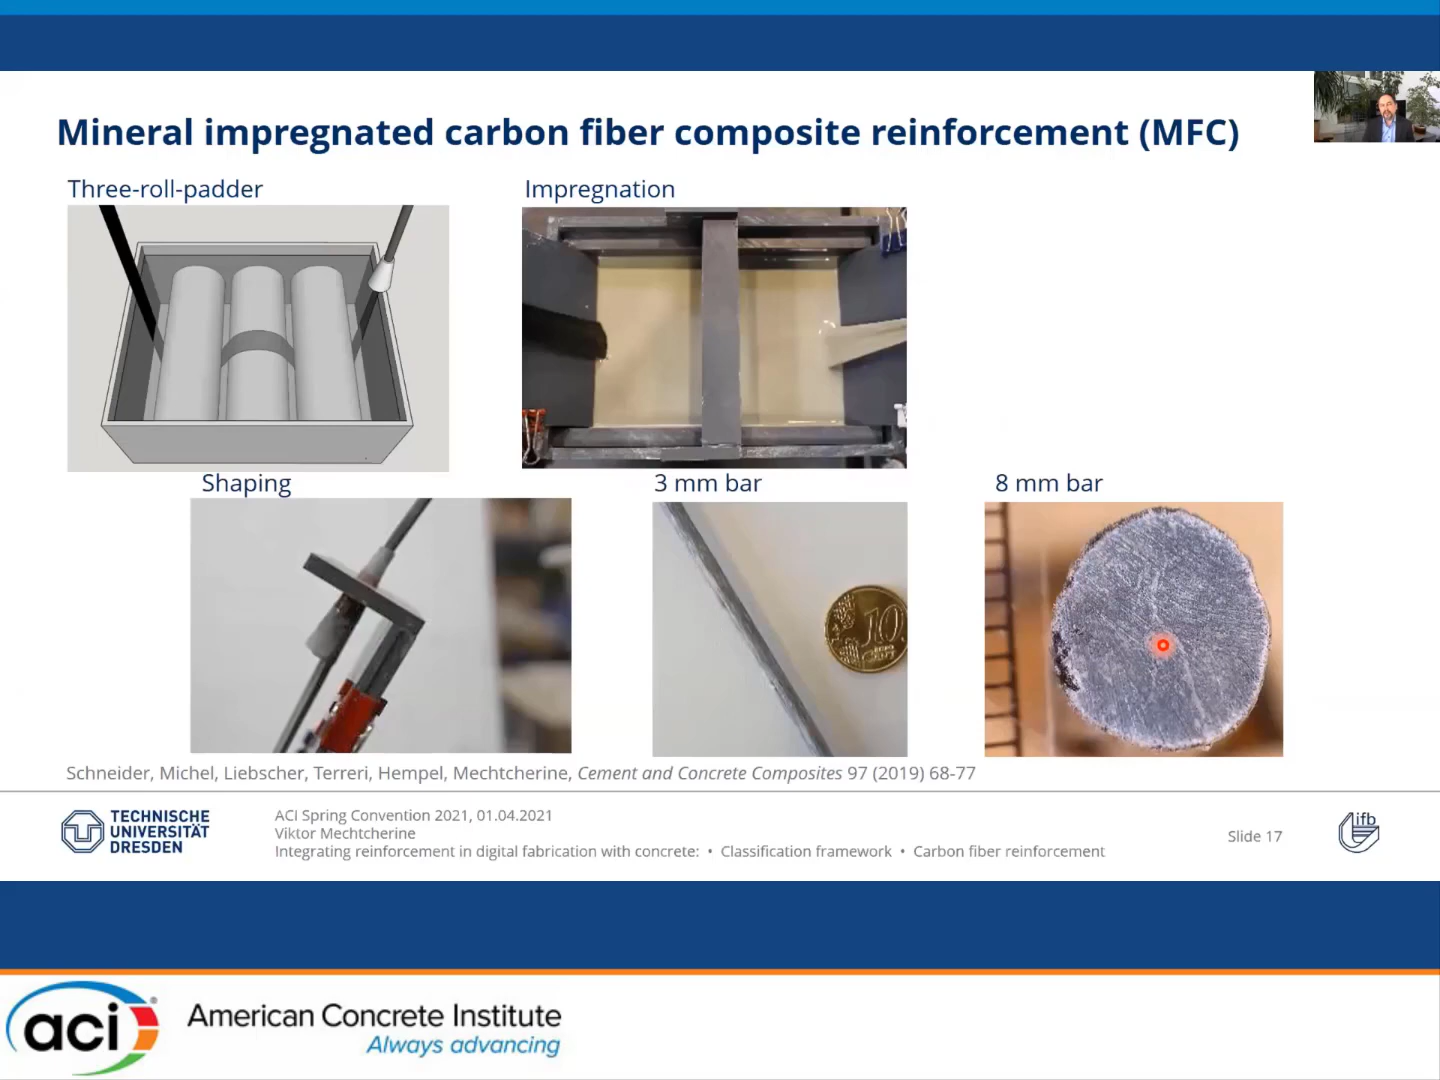 Mineral impregnated carbon fiber composite reinforcement (MFC)
Three-roll-padder
Impregnation
Shaping
3 mm bar
8 mm bar
10
Schneider, Michel, Liebscher, Terreri, Hempel, Mechtcherine, Cement and Concrete Composites 97 (2019) 68-77
TECHNISCHE
UNIVERSITÄT
DRESDEN
ACI Spring Convention 2021, 01.04.2021
Viktor Mechtcherine
Integrating reinforcement in digital fabrication with concrete: • Classification framework • Carbon fiber reinforcement
Slide 17
ifb
aci®
American Concrete Institute
Always advancing